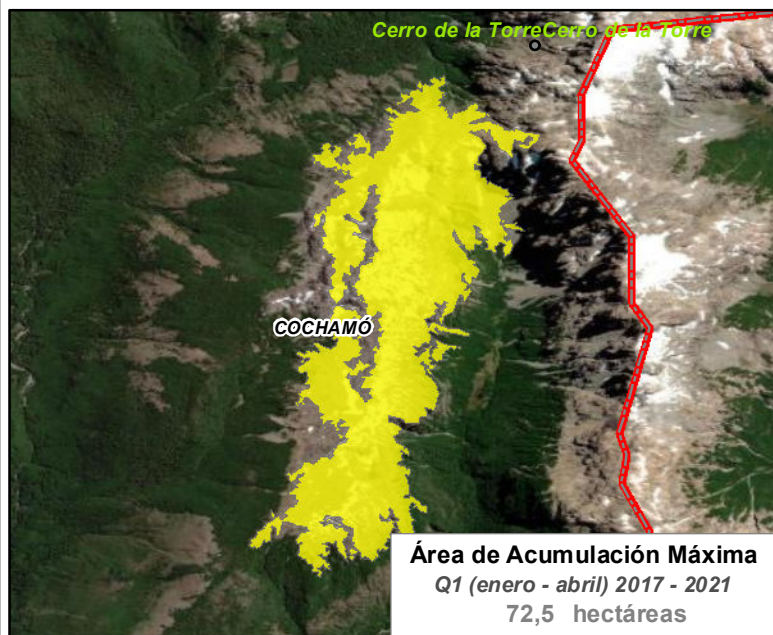 Cerro de la TorreCerro de la Torre
COCHAMÓ
Área de Acumulación Máxima
Q1 (enero - abril) 2017 - 2021
72,5 hectáreas